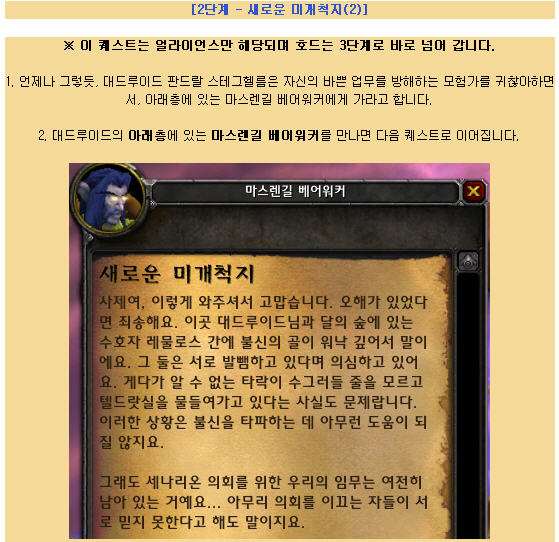 [2단계 - 새로운 미개척지(2)]
※ 이 퀘스트는 얼라이언스만 해당되며 호드는 3단계로 바로 넘어 갑니다.
1. 언제나 그렇듯, 대드루이드 판드랄 스테그헬름은 자신의 바쁜 업무를 방해하는 모험가를 귀찮아하면
서, 아래층에 있는 마스렌길 베어워커에게 가라고 합니다.
2. 대드루이드의 아래층에 있는 마스렌길 베어워커를 만나면 다음 퀘스트로 이어집니다.
마스렌길 베어워커
새로운 미개척지
사제여, 이렇게 와주셔서 고맙습니다. 오해가 있었다
면 죄송해요. 이곳 대드루이드님과 달의 숲에 있는
수호자 레물로스 간에 불신의 골이 워낙 깊어서 말이
에요. 그 둘은 서로 발뺌하고 있다며 의심하고 있어
요. 게다가 알 수 없는 타락이 수그러들 줄을 모르고
텔드랏실을 물들여가고 있다는 사실도 문제랍니다.
이러한 상황은 불신을 타파하는 데 아무런 도움이 되
질 않지요.
그래도 세나리온 의회를 위한 우리의 임무는 여전히
남아 있는 거예요... 아무리 의회를 이끄는 자들이 서
로 믿지 못한다고 해도 말이지요.